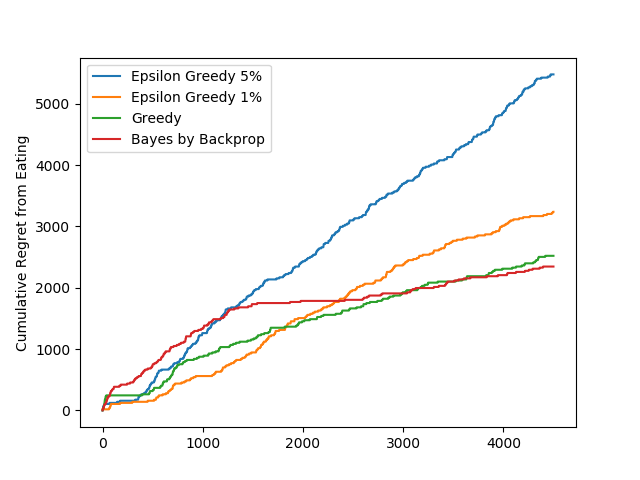 Epsilon Greedy 5%
Epsilon Greedy 1%
Greedy
Bayes by Backprop
Cumulative Regret from Eating
5000
4000
3000
2000
1000
0
0 1000 2000 3000 4000